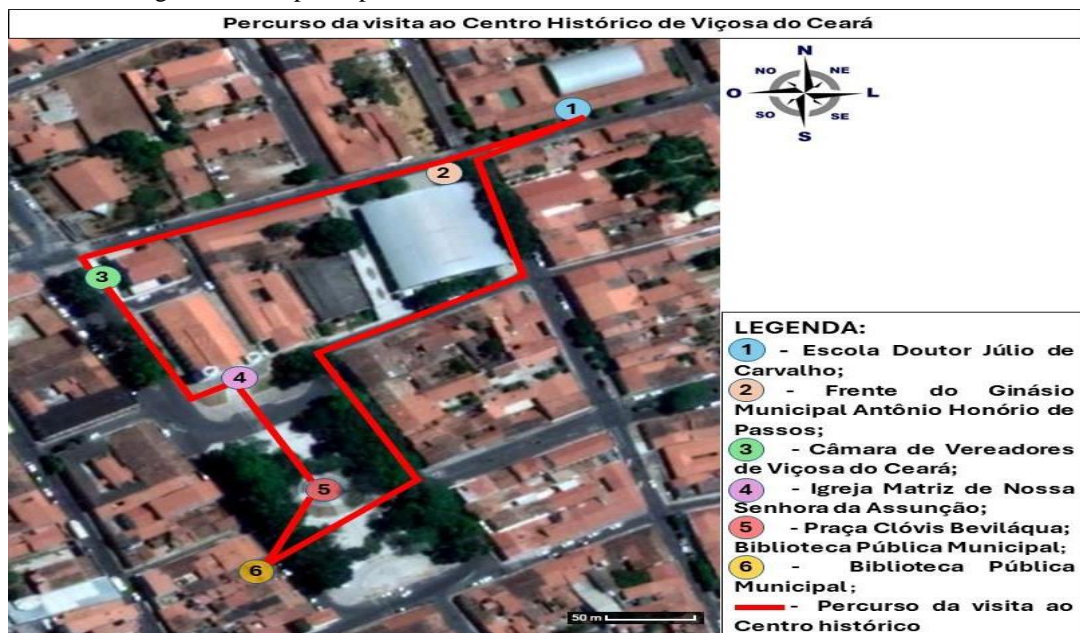 Percurso da visita ao Centro Histórico de Viçosa do Ceará
N
NO
NE
O
L
SO
SE
S
1
2
3
4
5
6
50 m
LEGENDA:
1 - Escola Doutor Júlio de
Carvalho;
2 - Frente do Ginásio
Municipal Antônio Honório de
Passos;
3 - Câmara de Vereadores
de Viçosa do Ceará;
4 - Igreja Matriz de Nossa
Senhora da Assunção;
5 - Praça Clóvis Beviláqua;
Biblioteca Pública Municipal;
6 - Biblioteca Pública
Municipal;
- Percurso da visita ao
Centro histórico